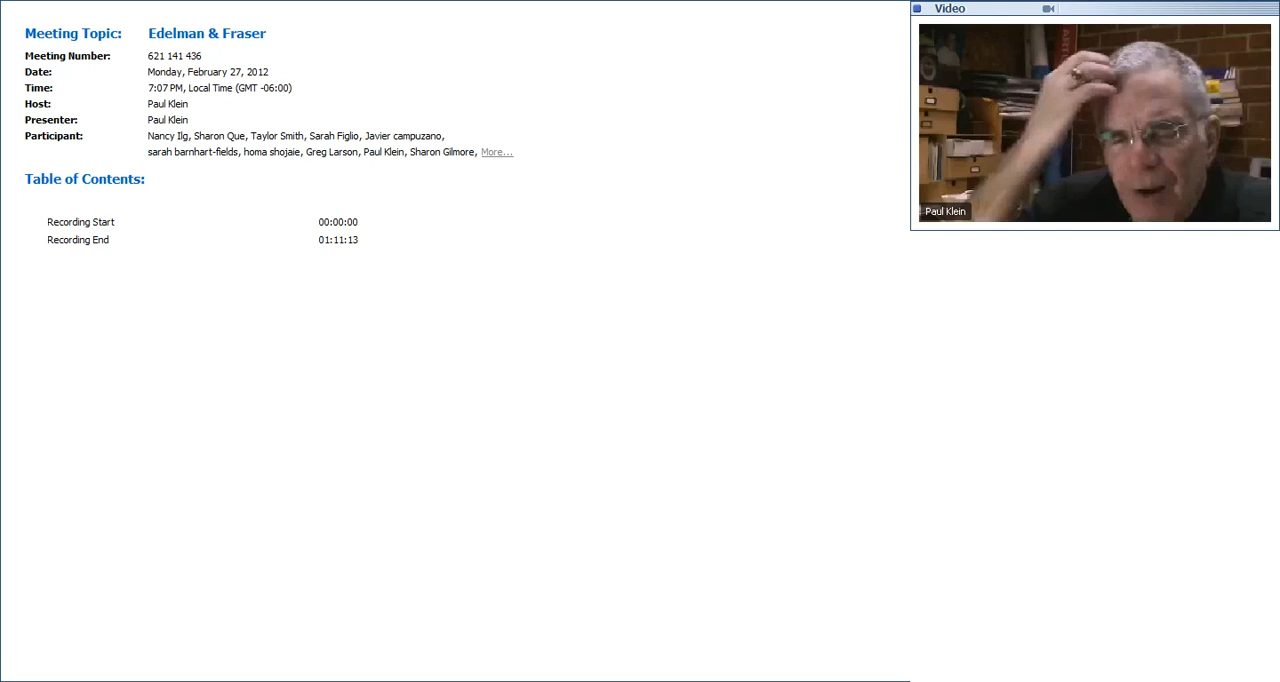 Meeting Topic: Edelman & Fraser
Meeting Number: 621 141 436
Date: Monday, February 27, 2012
Time: 7:07 PM, Local Time (GMT -06:00)
Host: Paul Klein
Presenter: Paul Klein
Participant: Nancy Ilg, Sharon Que, Taylor Smith, Sarah Figlio, Javier campuzano,
sarah barnhart-fields, homa shojaie, Greg Larson, Paul Klein, Sharon Gilmore, More...
Table of Contents:
Recording Start 00:00:00
Recording End 01:11:13
Video
ARTI
Paul Klein